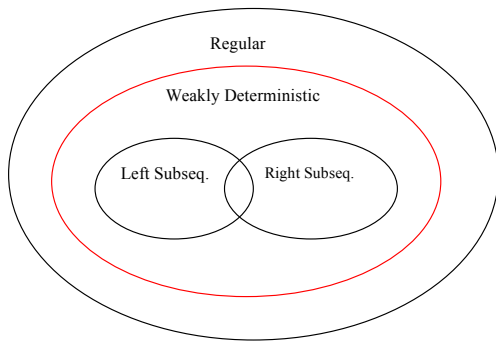 Regular
Weakly Deterministic
Left Subseq.
Right Subseq.